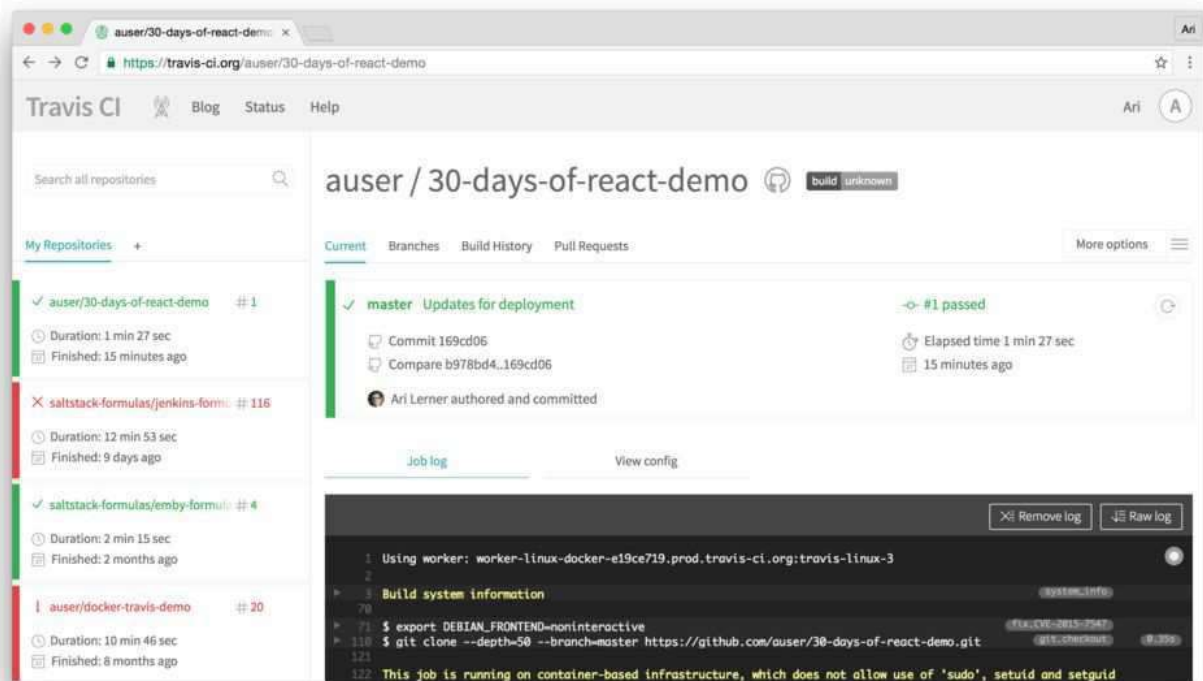 auser/30-days-of-react-demo
Ari
https://travis-ci.org/auser/30-days-of-react-demo
Travis CI Blog Status Help Ari A
Search all repositories
My Repositories +
auser/30-days-of-react-demo # 1
Duration: 1 min 27 sec
Finished: 15 minutes ago
saltstack-formulas/jenkins-formu # 116
Duration: 12 min 53 sec
Finished: 9 days ago
saltstack-formulas/emby-formula # 4
Duration: 2 min 15 sec
Finished: 2 months ago
! auser/docker-travis-demo # 20
Duration: 10 min 46 sec
Finished: 8 months ago
auser / 30-days-of-react-demo build unknown
Current Branches Build History Pull Requests More options
master Updates for deployment #1 passed
Commit 169cd06 Elapsed time 1 min 27 sec
Compare b978bd4..169cd06 15 minutes ago
Ari Lerner authored and committed
Job log View config
Remove log Raw log
1 Using worker: worker-linux-docker-e19ce719.prod.travis-ci.org:travis-linux-3
2
3 Build system information system_info
70
71 $ export DEBIAN_FRONTEND=noninteractive fix.CVE-2015-7547
110 $ git clone --depth=50 --branch=master https://github.com/auser/30-days-of-react-demo.git git.checkout 0.35s
121
122 This job is running on container-based infrastructure, which does not allow use of 'sudo', setuid and setguid